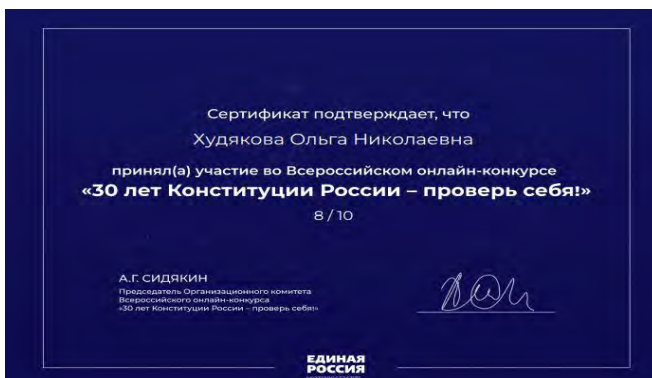 Сертификат подтверждает, что
Худякова Ольга Николаевна
принял(а) участие во Всероссийском онлайн-конкурсе
«30 лет Конституции России – проверь себя!»
8 / 10
А.Г. СИДЯКИН
Председатель Организационного комитета
Всероссийского онлайн-конкурса
«30 лет Конституции России – проверь себя!»
ЕДИНАЯ
РОССИЯ